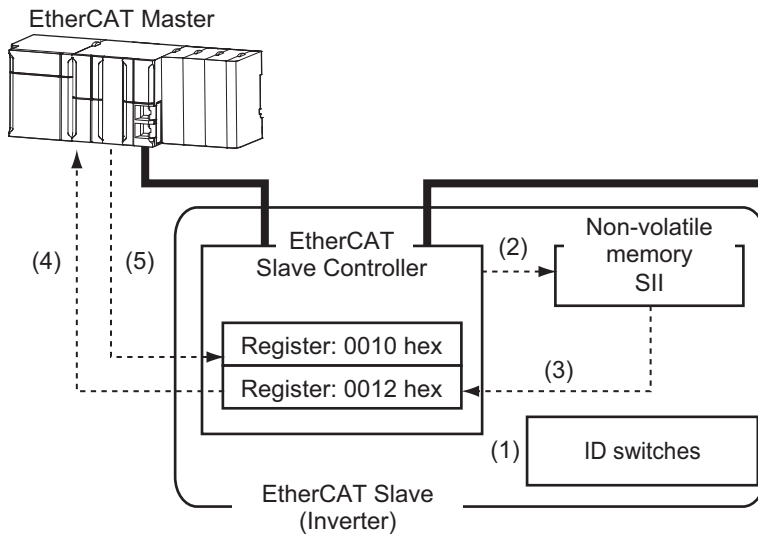 EtherCAT Master
EtherCAT
Slave Controller
Non-volatile
memory
SII
(2)
(4)
(5)
Register: 0010 hex
Register: 0012 hex
(3)
(1)
ID switches
EtherCAT Slave
(Inverter)